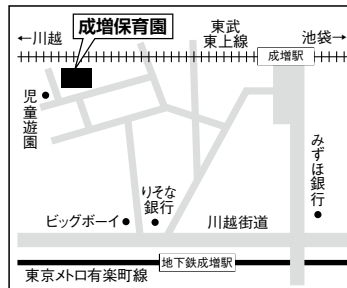 成増保育園
←川越
東武
東上線
池袋→
成増駅
児童遊園
みずほ銀行
りそな
銀行
ビッグボーイ
川越街道
地下鉄成増駅
東京メトロ有楽町線